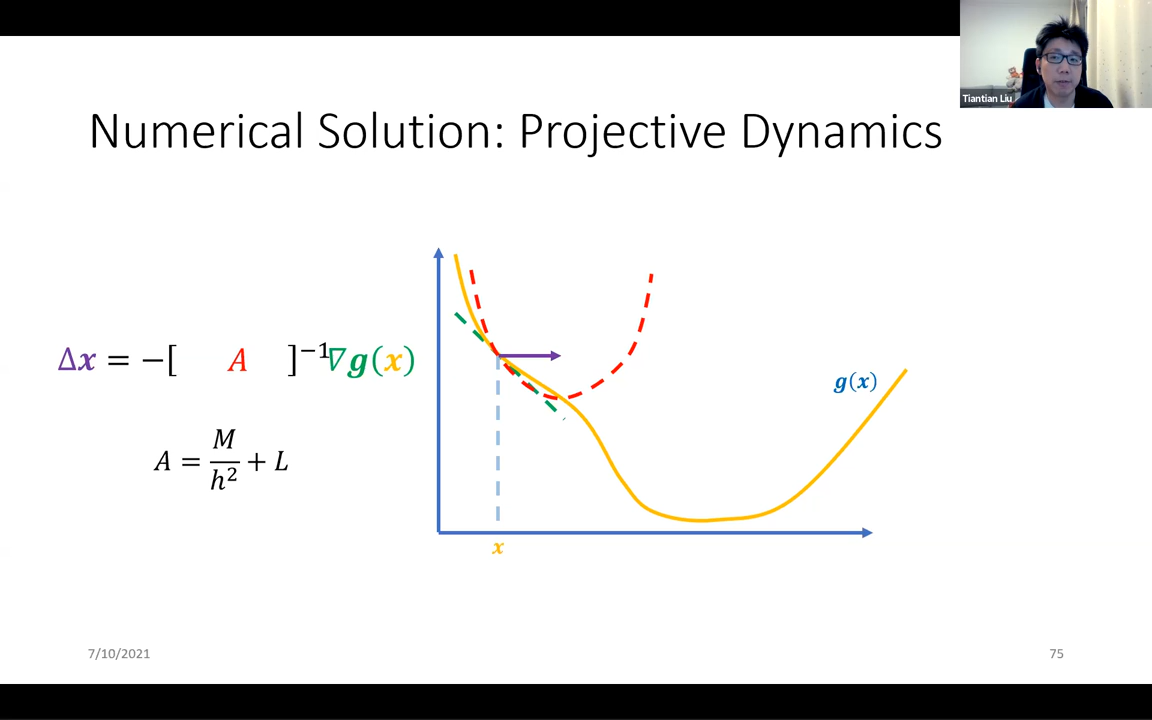 Tiantian Liu
Numerical Solution: Projective Dynamics
Δx = −[ A ]⁻¹∇g(x)
A = M/h² + L
g(x)
x
7/10/2021
75